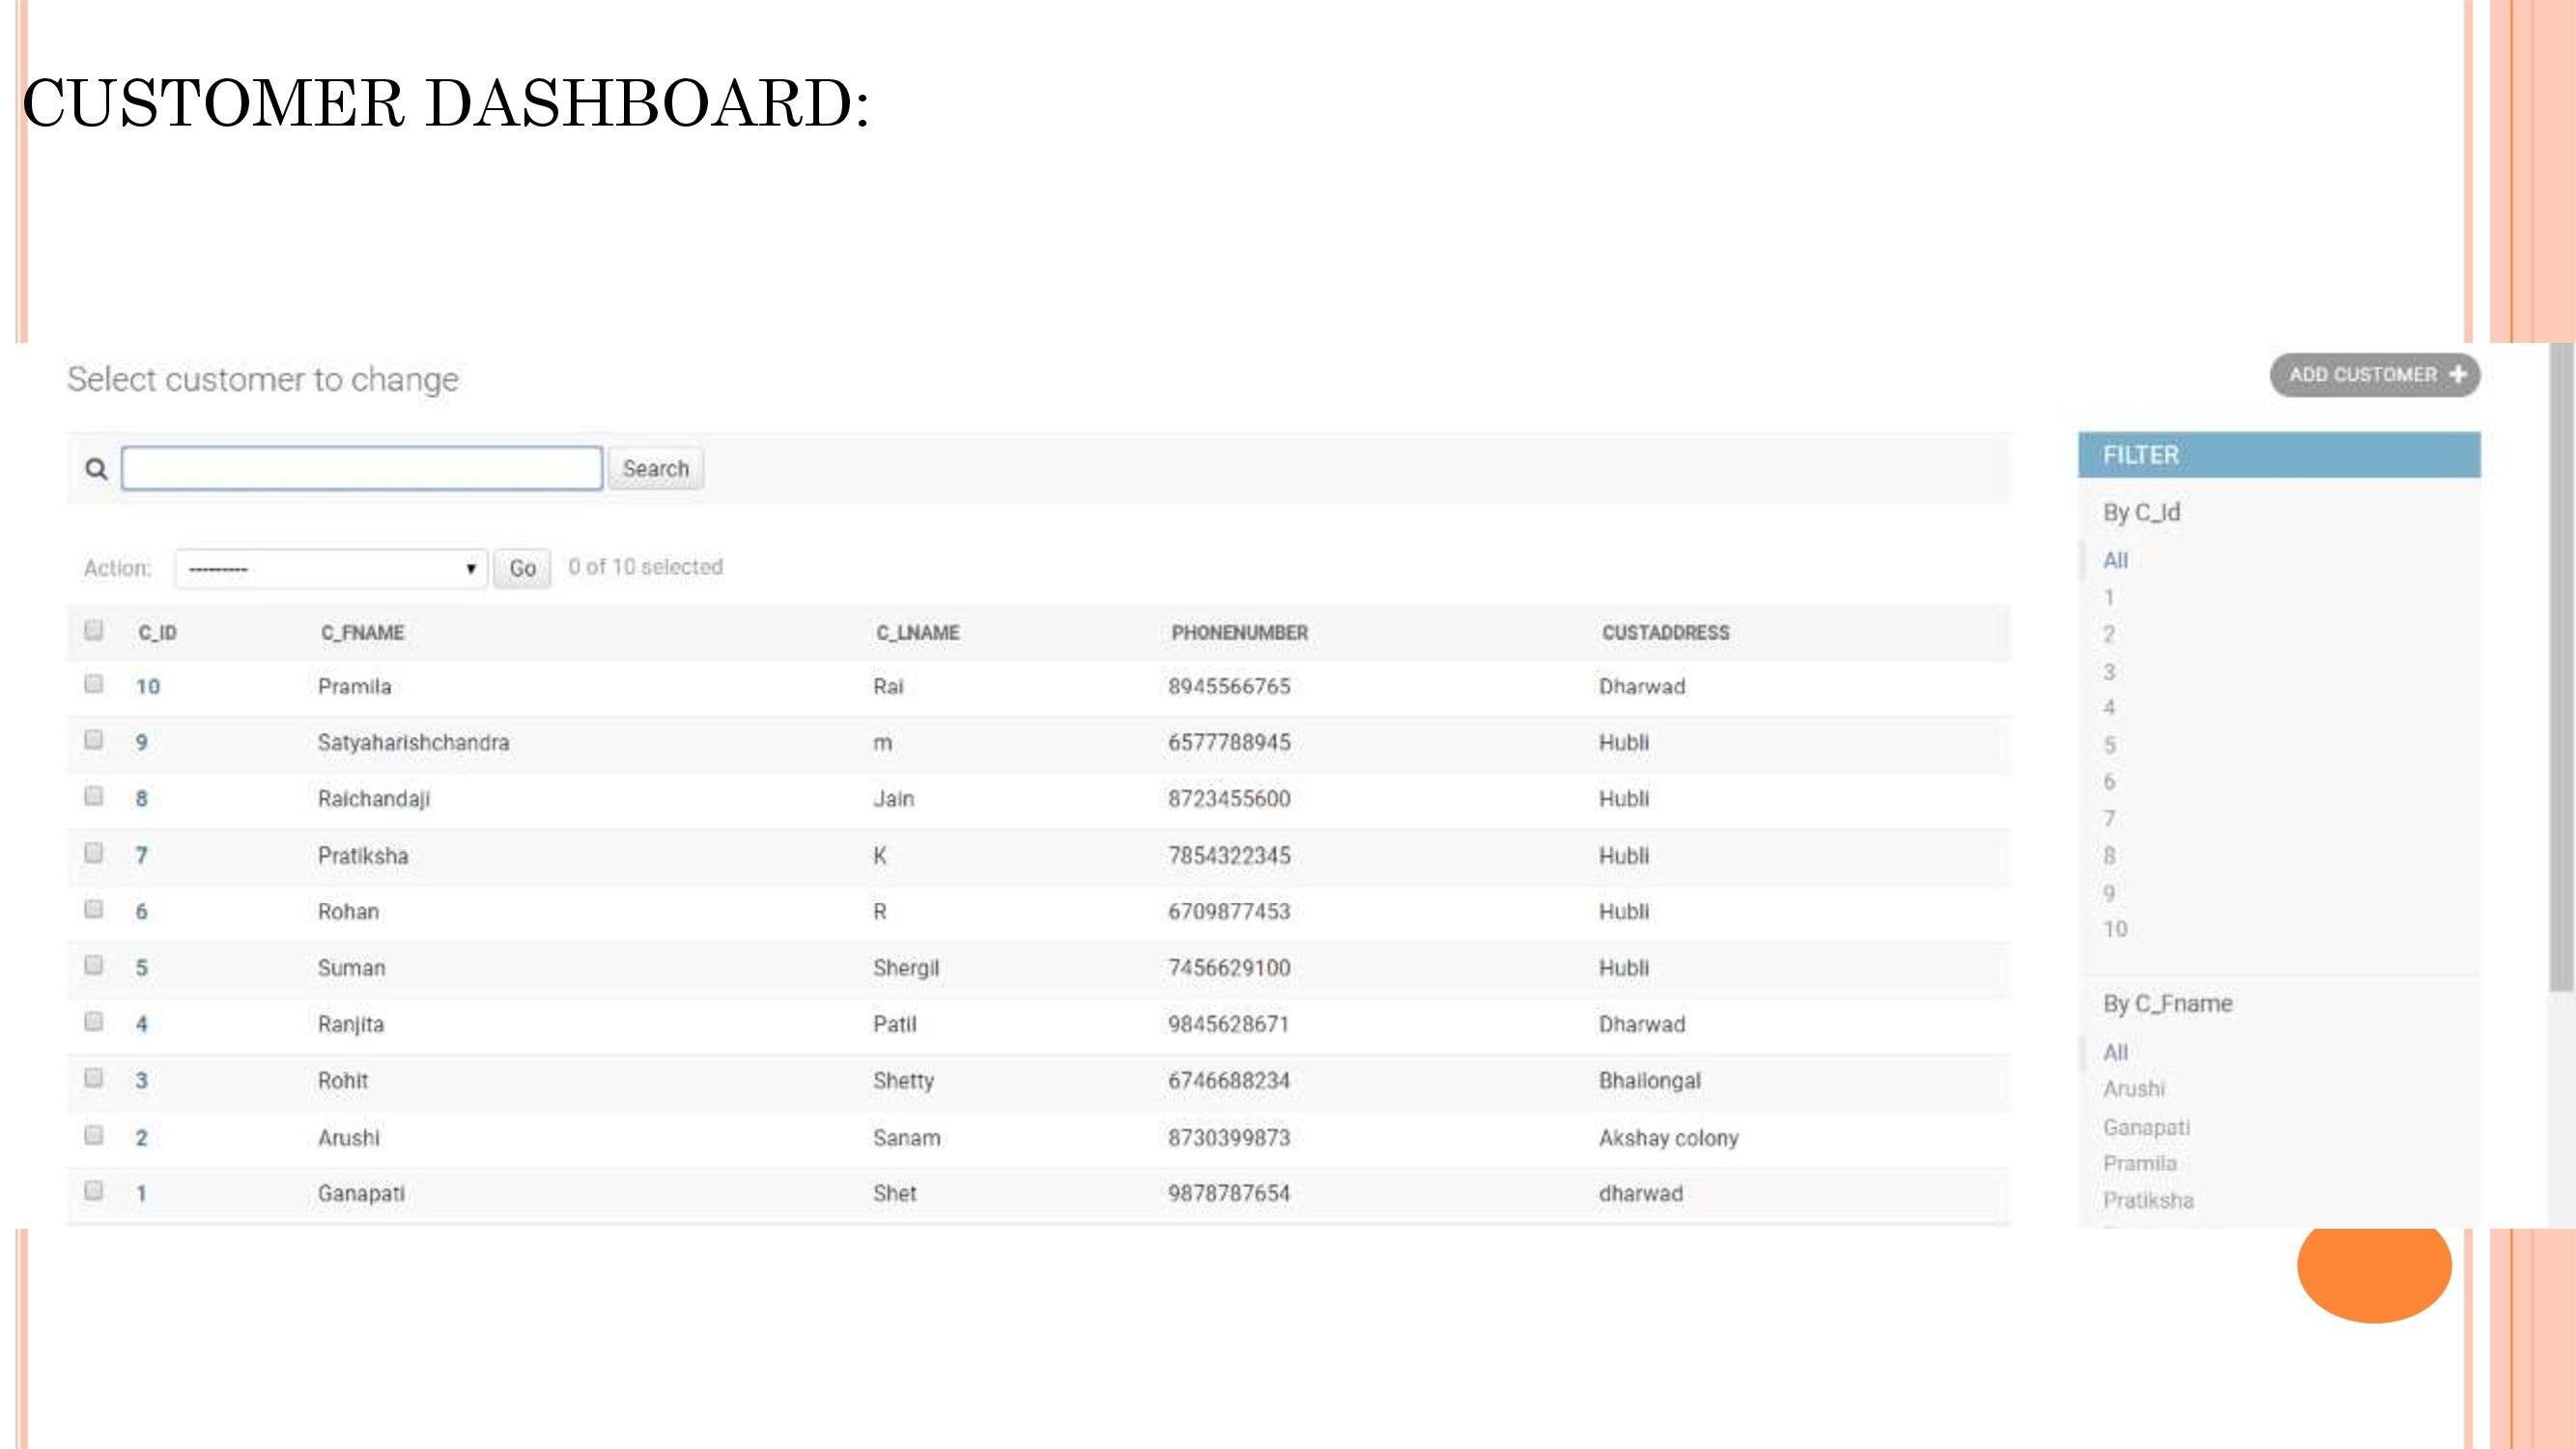 CUSTOMER DASHBOARD:
Select customer to change
ADD CUSTOMER +
Search
Action: --------- Go 0 of 10 selected
C_ID C_FNAME C_LNAME PHONENUMBER CUSTADDRESS
10 Pramila Rai 8945566765 Dharwad
9 Satyaharishchandra m 6577788945 Hubli
8 Raichandaji Jain 8723455600 Hubli
7 Pratiksha K 7854322345 Hubli
6 Rohan R 6709877453 Hubli
5 Suman Shergil 7456629100 Hubli
4 Ranjita Patil 9845628671 Dharwad
3 Rohit Shetty 6746688234 Bhailongal
2 Arushi Sanam 8730399873 Akshay colony
1 Ganapati Shet 9878787654 dharwad
FILTER
By C_Id
All
1
2
3
4
5
6
7
8
9
10
By C_Fname
All
Arushi
Ganapati
Pramila
Pratiksha